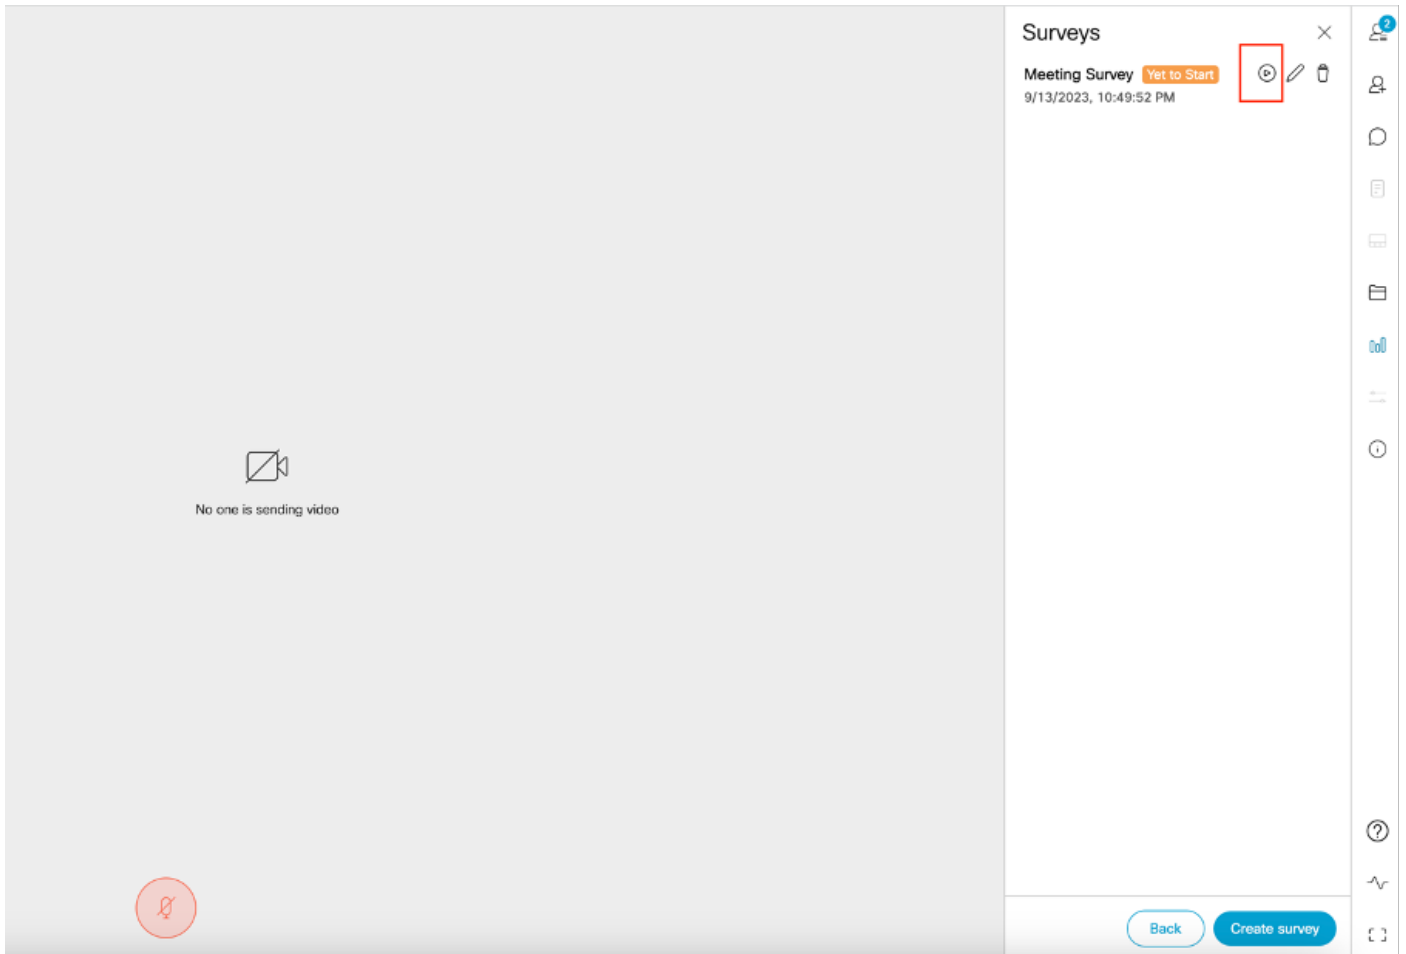 Surveys
2
Meeting Survey Yet to Start
9/13/2023, 10:49:52 PM
No one is sending video
Back Create survey